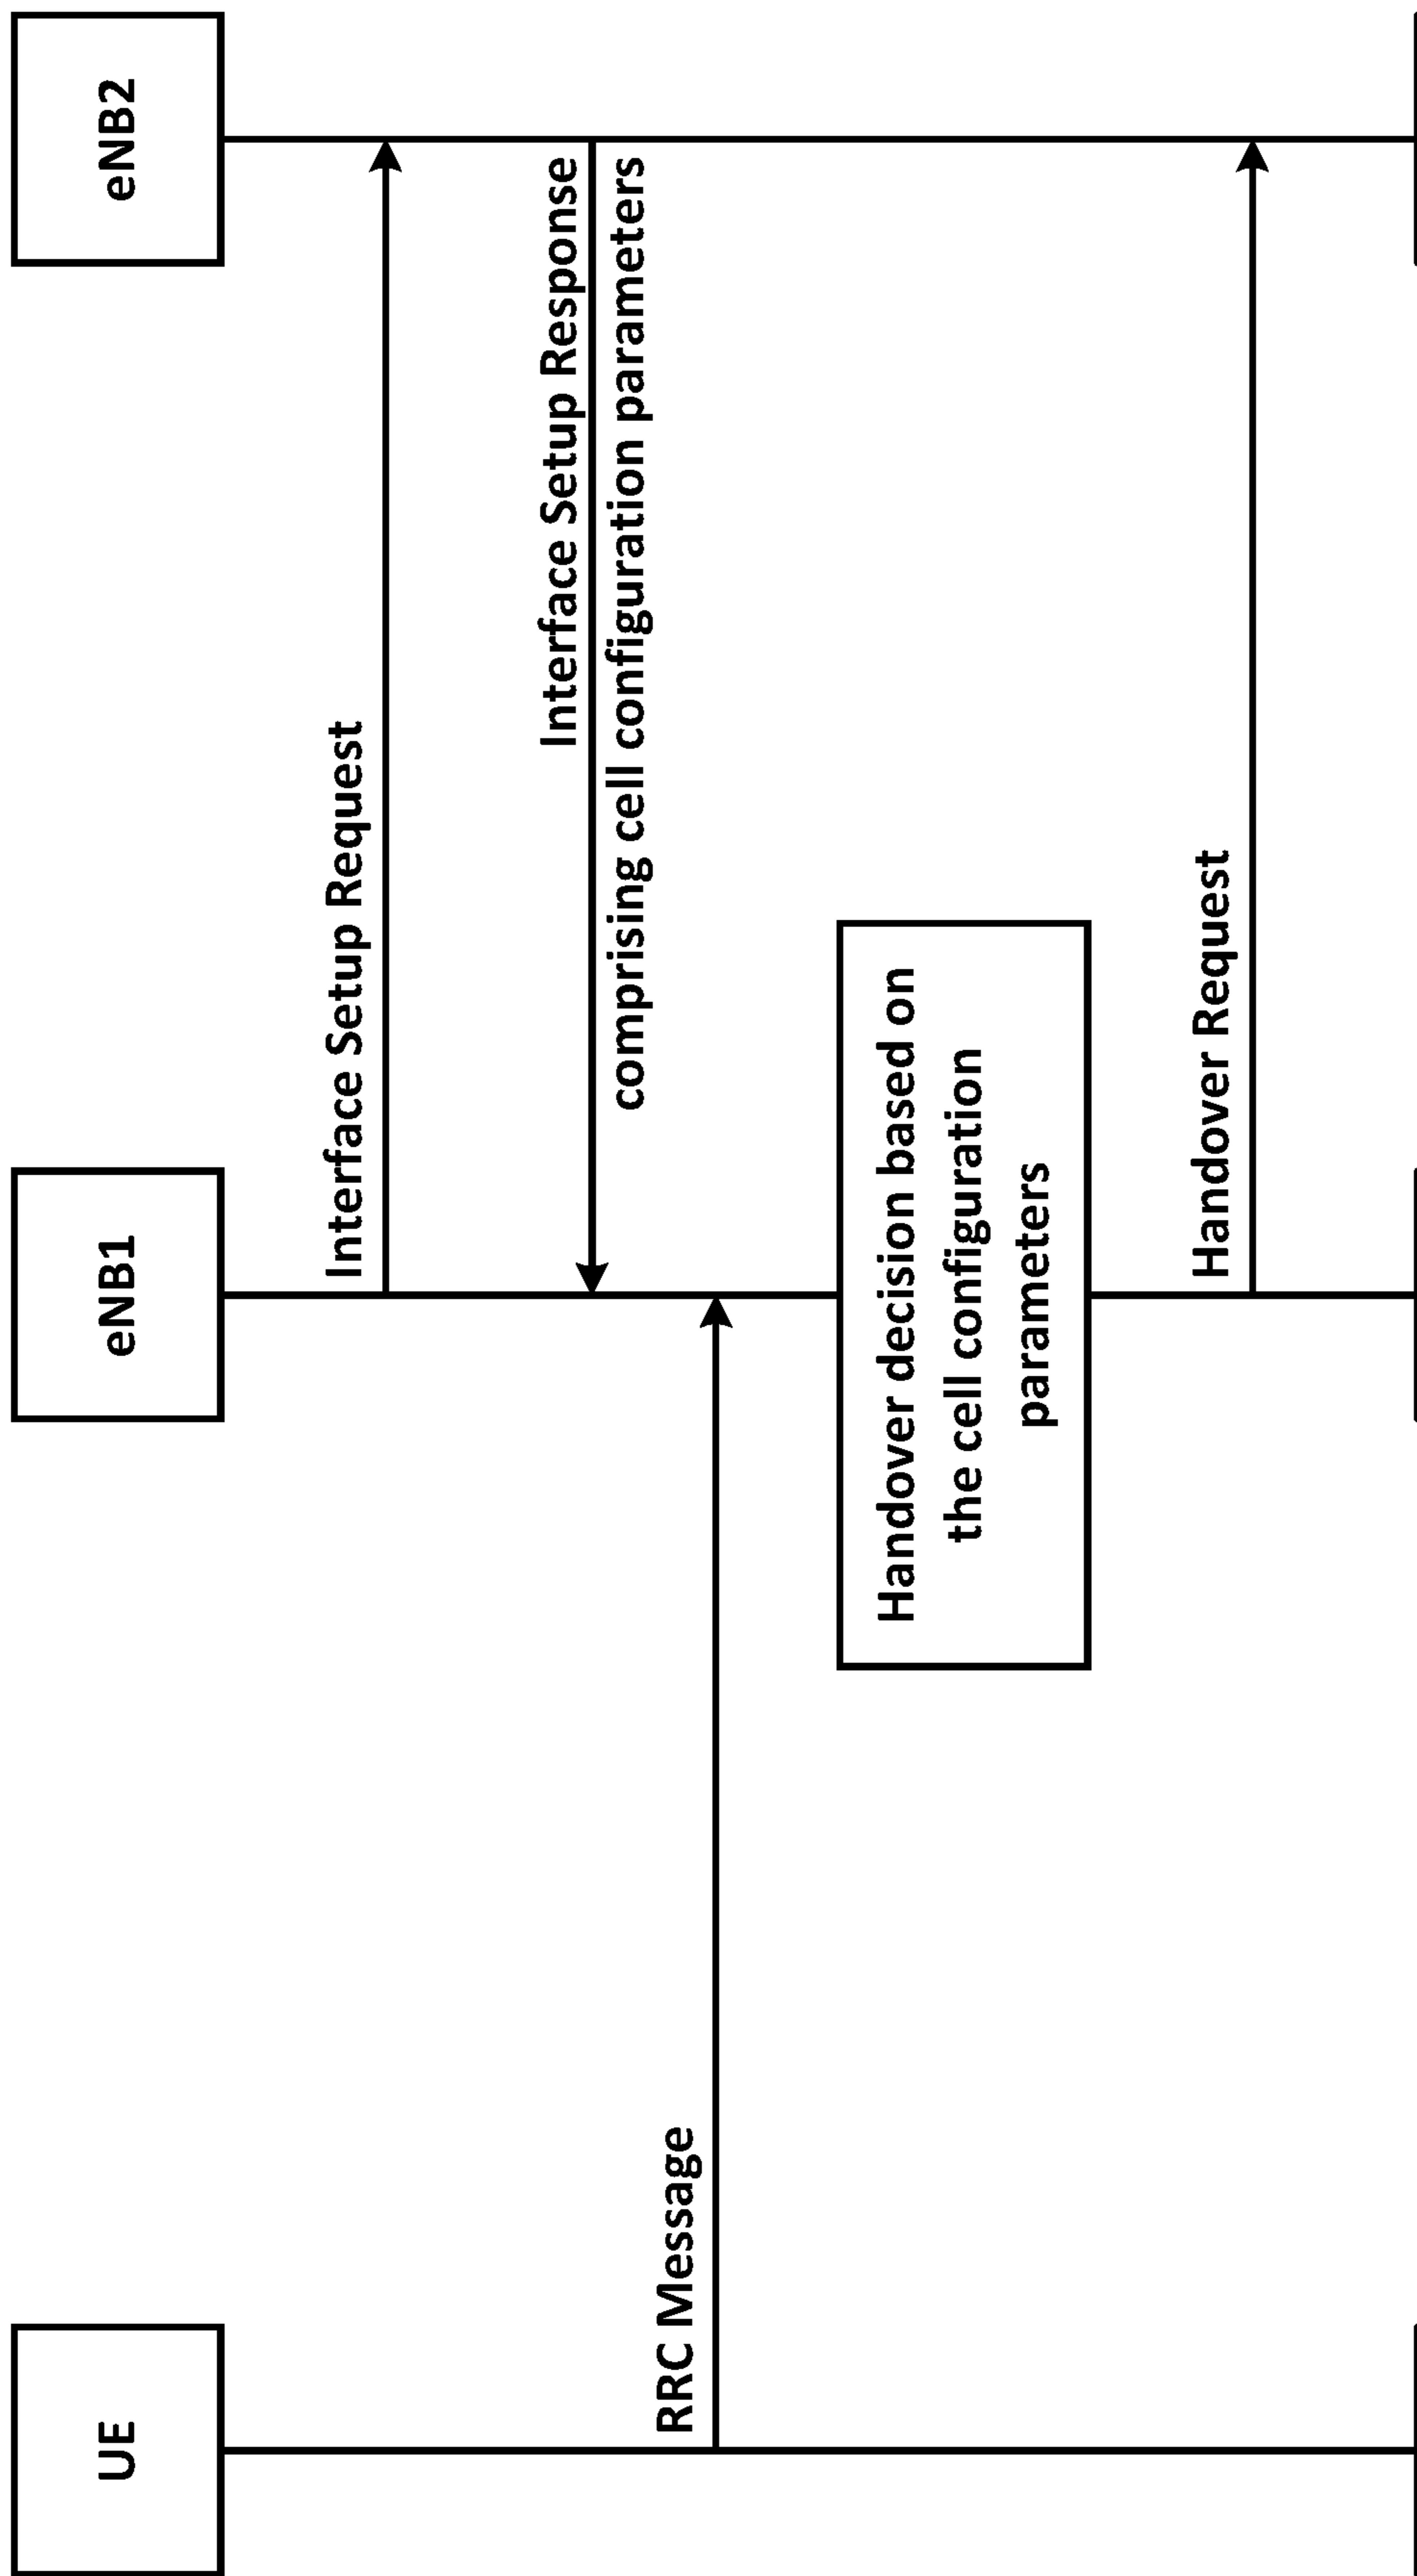 UE
eNB1
eNB2
Interface Setup Request
Interface Setup Response
comprising cell configuration parameters
RRC Message
Handover decision based on
the cell configuration
parameters
Handover Request